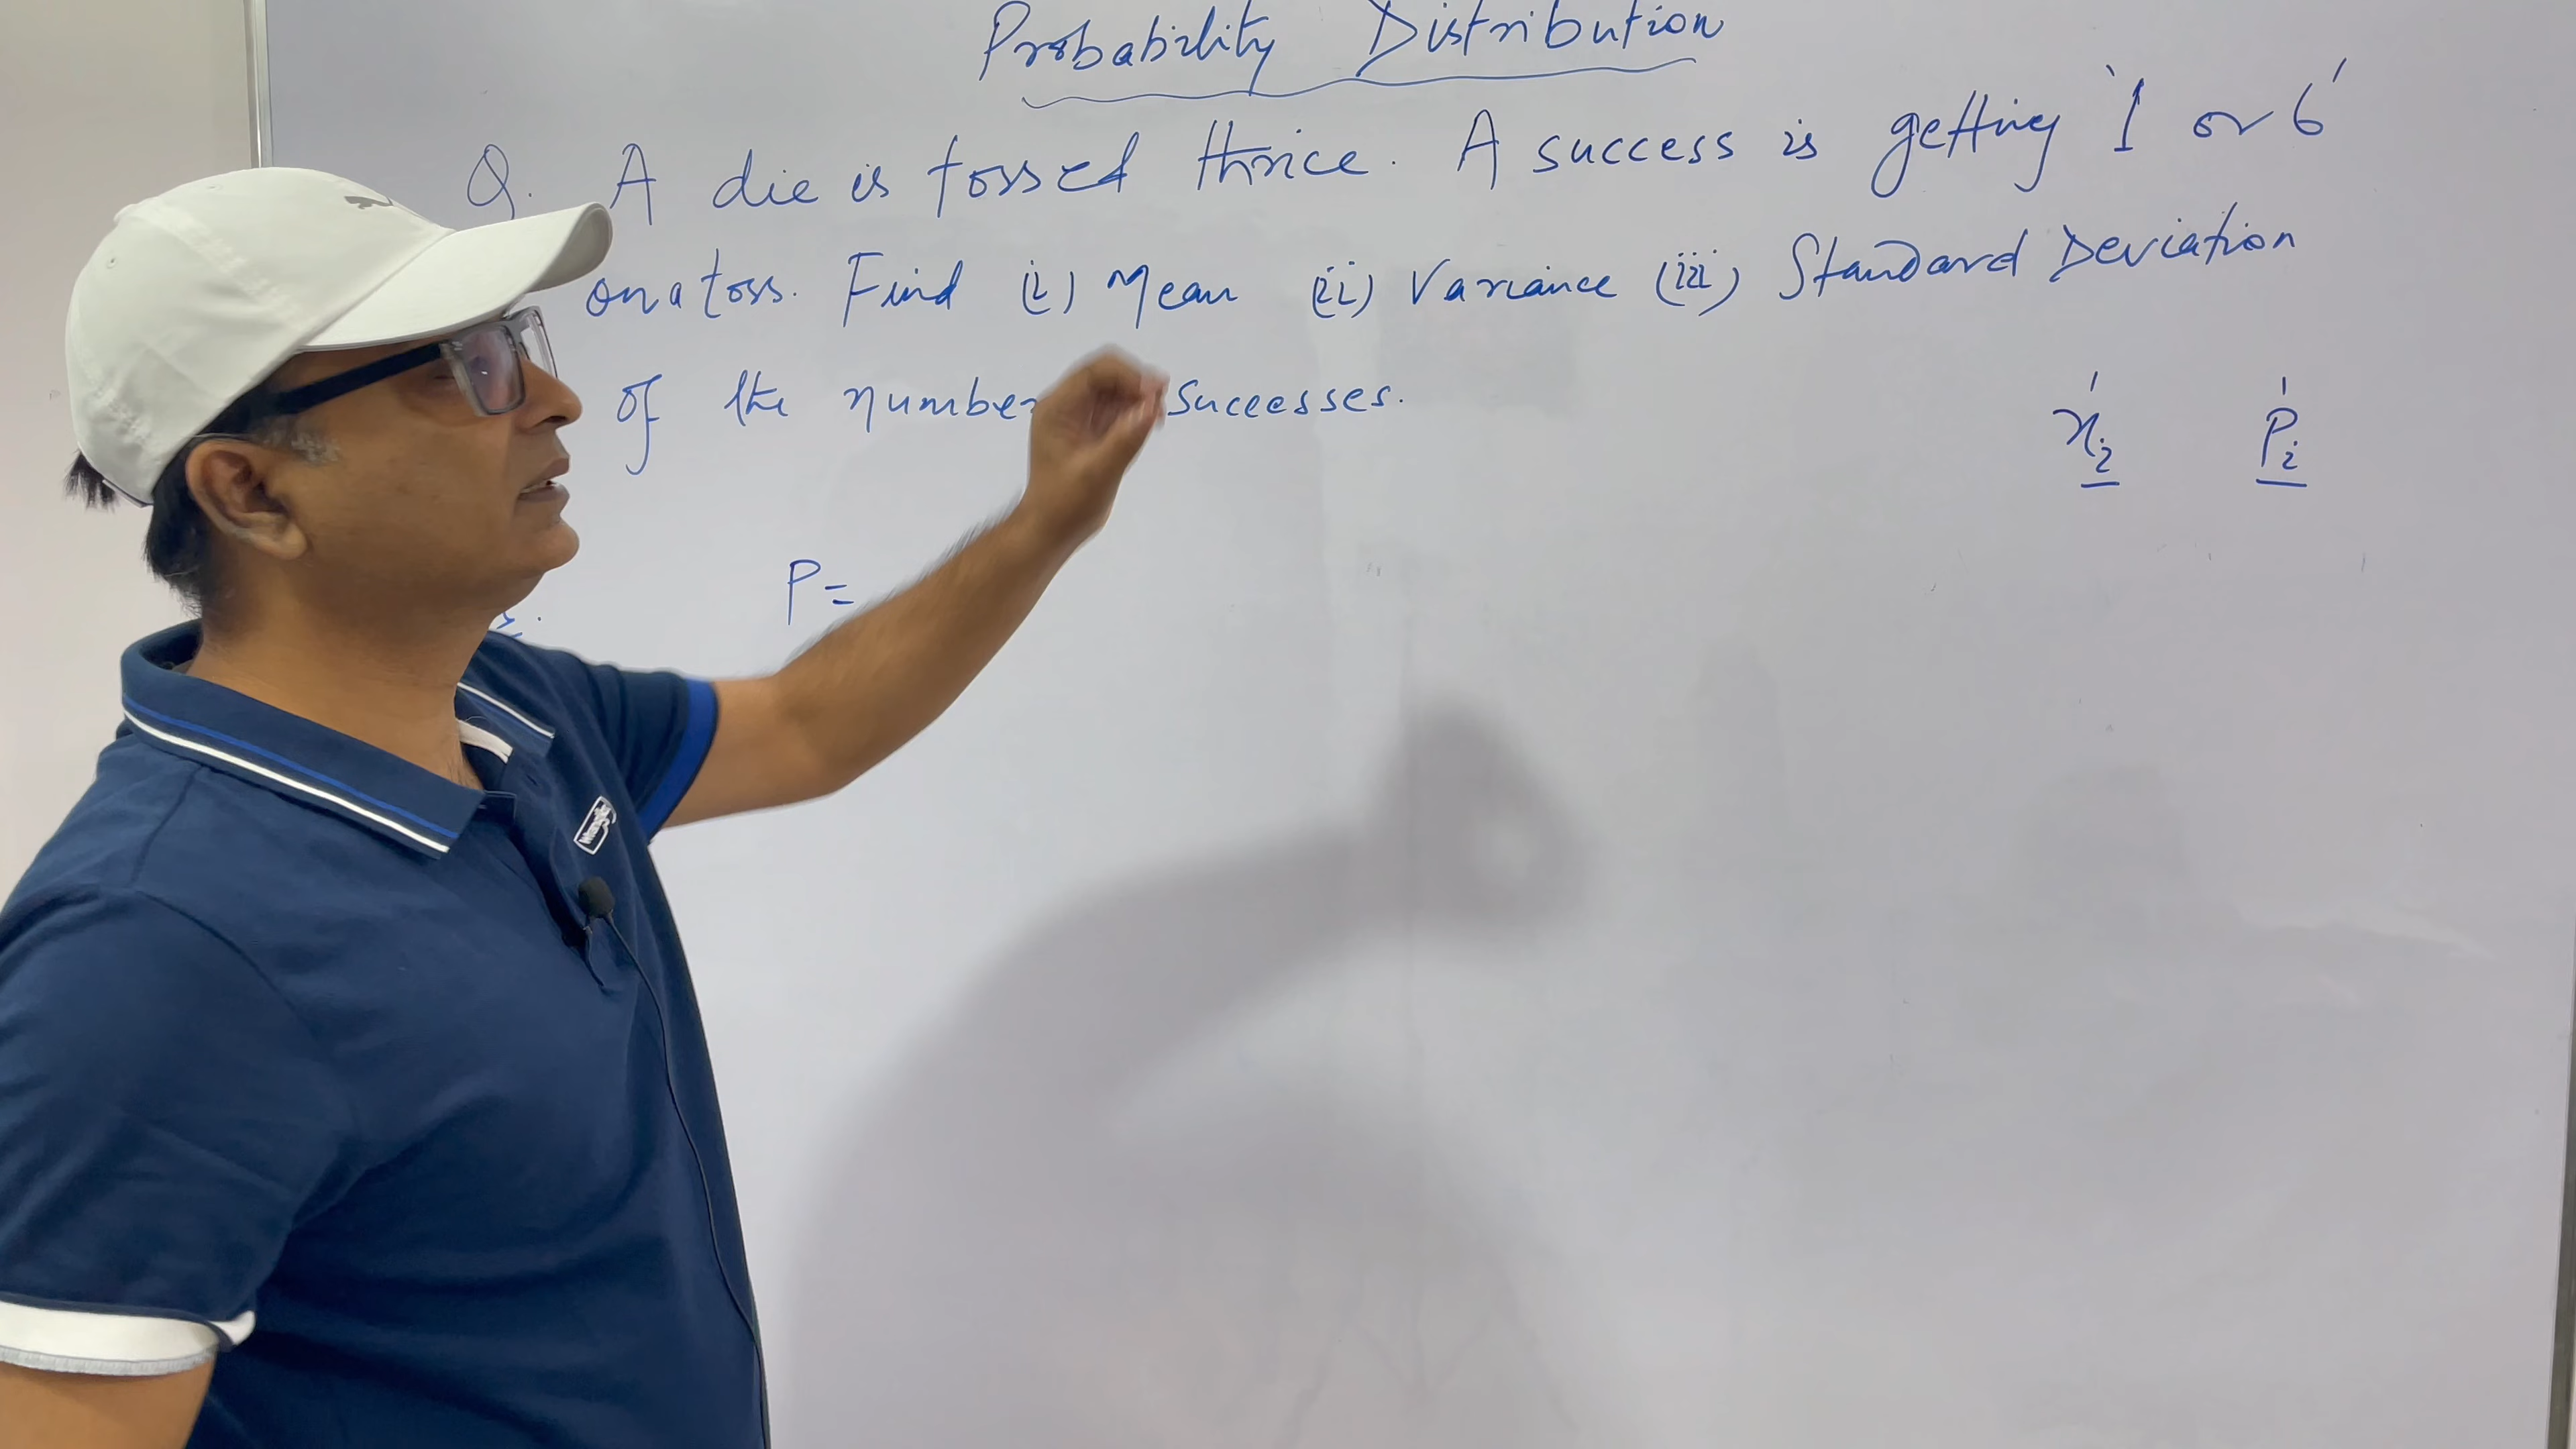 Probability Distribution
Q. A die is tossed thrice. A success is getting '1 or 6'
on a toss. Find (i) Mean (ii) Variance (iii) Standard Deviation
of the number successes.
xi Pi
P =
Wrangler